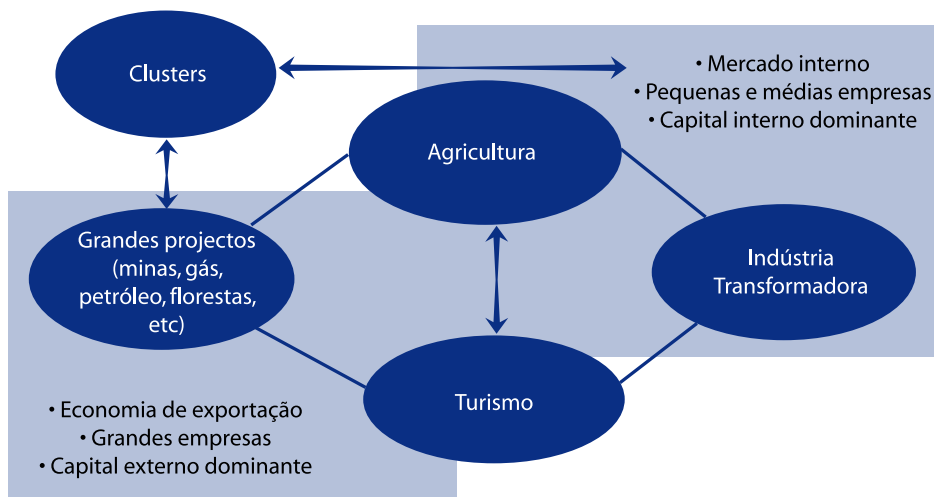 Clusters
• Mercado interno
• Pequenas e médias empresas
• Capital interno dominante
Agricultura
Grandes projectos
(minas, gás,
petróleo, florestas,
etc)
Indústria
Transformadora
Turismo
• Economia de exportação
• Grandes empresas
• Capital externo dominante